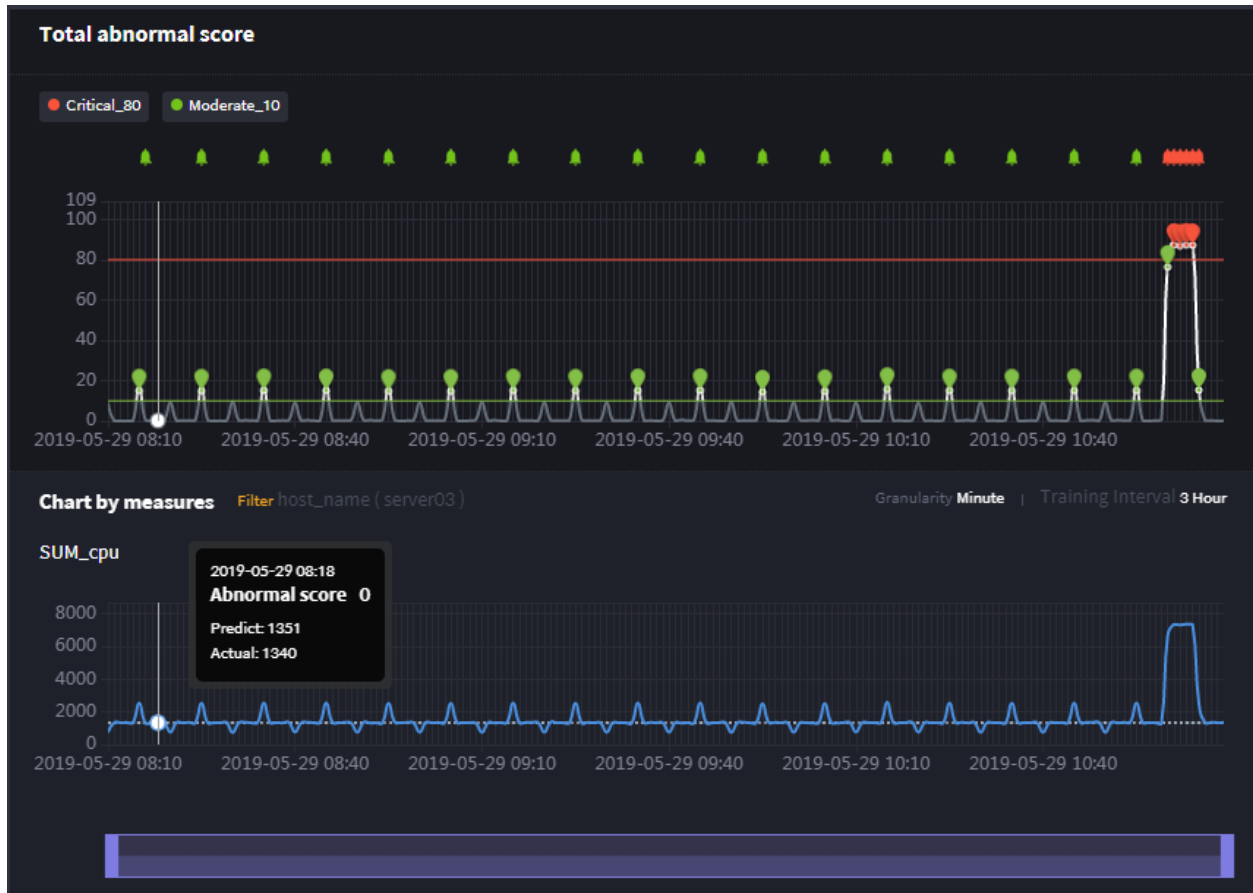 Total abnormal score
Critical_80 Moderate_10
109
100
80
60
40
20
0
2019-05-29 08:10 2019-05-29 08:40 2019-05-29 09:10 2019-05-29 09:40 2019-05-29 10:10 2019-05-29 10:40
Chart by measures Filter host_name ( server03 ) Granularity Minute | Training Interval 3 Hour
SUM_cpu
2019-05-29 08:18
Abnormal score 0
Predict: 1351
Actual: 1340
8000
6000
4000
2000
0
2019-05-29 08:10 2019-05-29 08:40 2019-05-29 09:10 2019-05-29 09:40 2019-05-29 10:10 2019-05-29 10:40